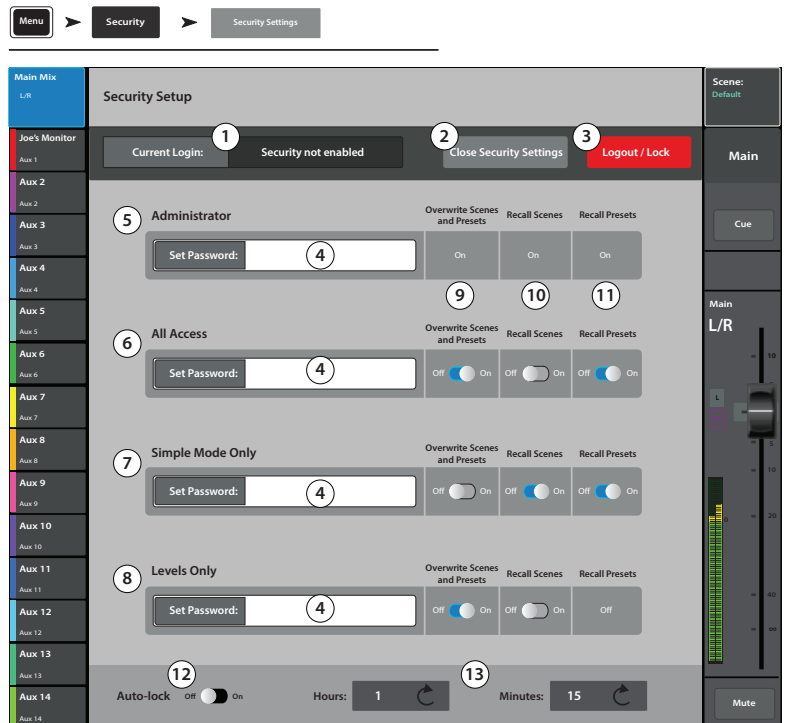 Menu
Security
Security Settings
Main Mix
L/R
Security Setup
Scene:
Default
Joe's Monitor
Aux 1
1
2
3
Current Login:
Security not enabled
Close Security Settings
Logout / Lock
Main
Aux 2
Aux 2
Aux 3
Aux 3
5
Administrator
Overwrite Scenes
and Presets
Recall Scenes
Recall Presets
Cue
Set Password:
4
On
On
On
Aux 4
Aux 4
9
10
11
Aux 5
Aux 5
Main
L/R
6
All Access
Overwrite Scenes
and Presets
Recall Scenes
Recall Presets
Aux 6
Aux 6
Set Password:
4
Off
On
Off
On
Off
On
10
Aux 7
Aux 7
L
Aux 8
Aux 8
7
Simple Mode Only
Overwrite Scenes
and Presets
Recall Scenes
Recall Presets
5
10
Aux 9
Aux 9
Set Password:
4
Off
On
Off
On
Off
On
Aux 10
Aux 10
20
Aux 11
Aux 11
8
Levels Only
Overwrite Scenes
and Presets
Recall Scenes
Recall Presets
40
Aux 12
Aux 12
Set Password:
4
Off
On
Off
On
Off
∞
Aux 13
Aux 13
12
13
Aux 14
Aux 14
Auto-lock
Off
On
Hours:
1
Minutes:
15
Mute